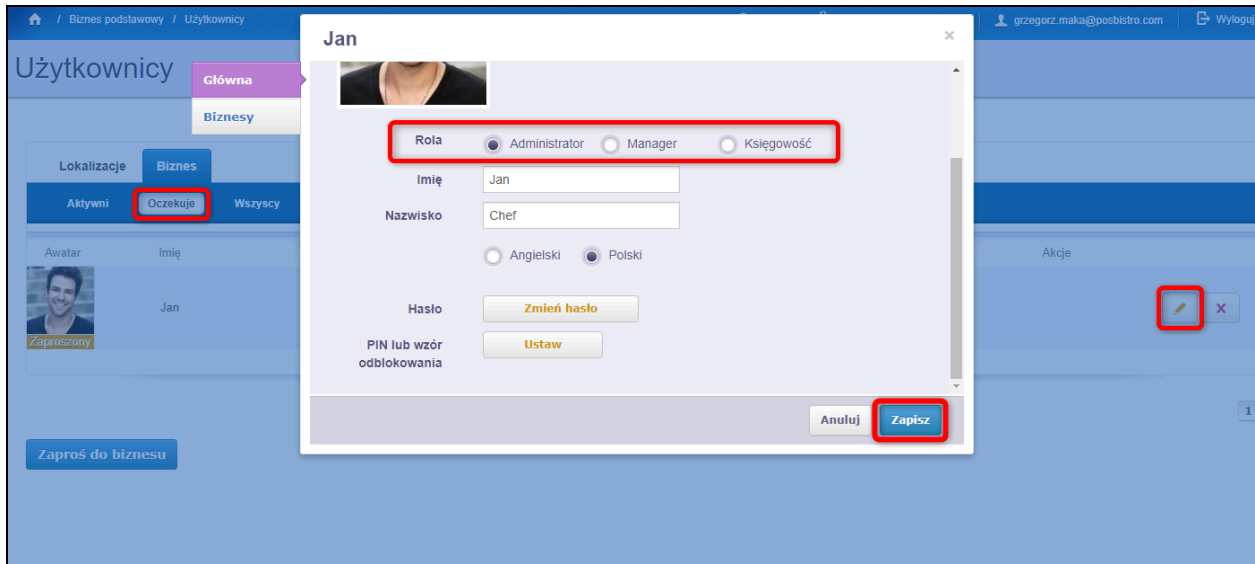 / Biznes podstawowy / Użytkownicy
grzegorz.maka@posbistro.com
Wyloguj
Użytkownicy
Jan
×
Główna
Biznesy
Rola
Administrator
Manager
Księgowość
Imię
Jan
Nazwisko
Chef
Angielski
Polski
Hasło
Zmień hasło
PIN lub wzór
odblokowania
Ustaw
Anuluj
Zapisz
Lokalizacje
Biznes
Aktywni
Oczekuje
Wszyscy
Awatar
Imię
Akcje
Jan
Zaproszony
x
1
Zaproś do biznesu